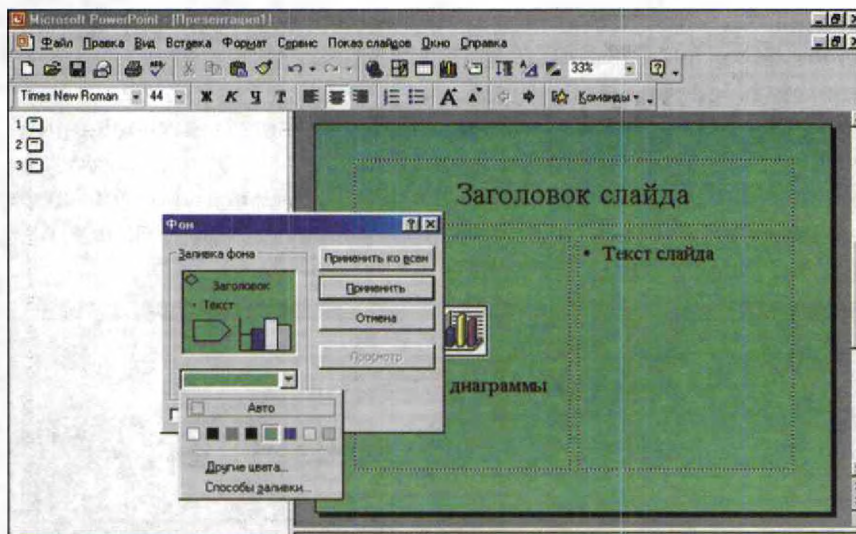 Microsoft PowerPoint - [Презентация1]
Файл Правка Вид Вставка Формат Сервис Показ слайдов Окно Справка
33%
Times New Roman 44 Ж К Ч Т Команды
1
2
3
Заголовок слайда
Текст слайда
диаграммы
Фон
Заливка фона
Заголовок
• Текст
Применить ко всем
Применить
Отмена
Просмотр
Авто
Другие цвета...
Способы заливки...